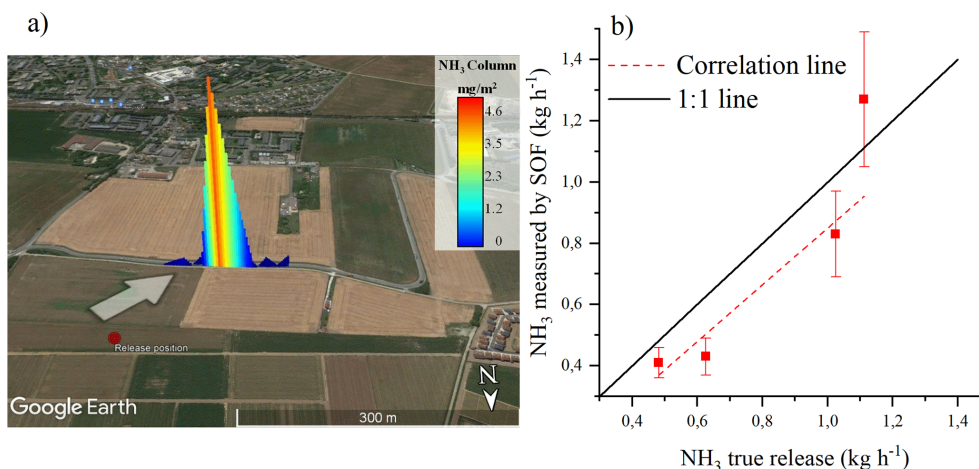 a)
NH₃ Column
mg/m²
4.6
3.5
2.3
1.2
0
Release position
N
Google Earth
300 m
b)
Correlation line
1:1 line
NH₃ measured by SOF (kg h⁻¹)
1,4
1,2
1,0
0,8
0,6
0,4
0,4
0,6
0,8
1,0
1,2
1,4
NH₃ true release (kg h⁻¹)